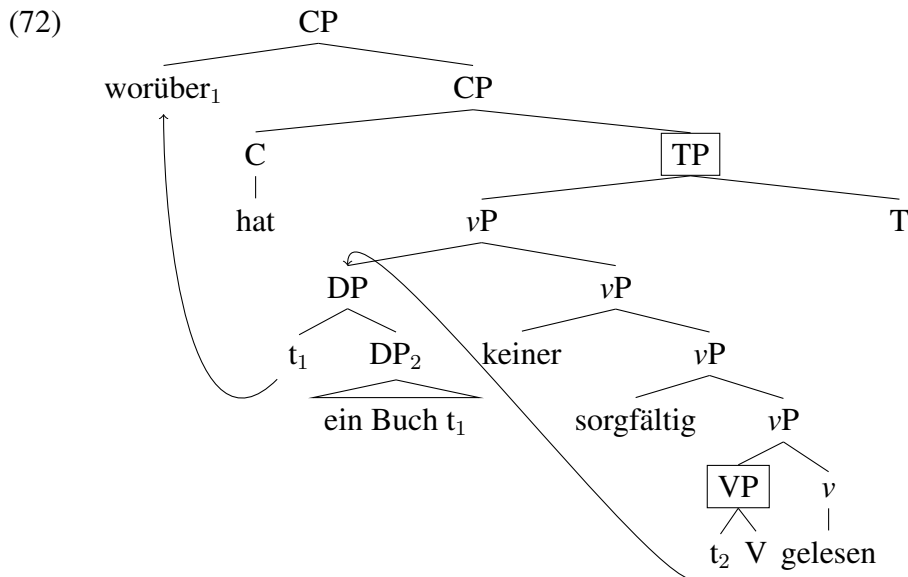 (72) CP
worüber₁ CP
C TP
hat vP T
DP vP
t₁ DP₂ keiner vP
ein Buch t₁ sorgfältig vP
VP v
t₂ V gelesen